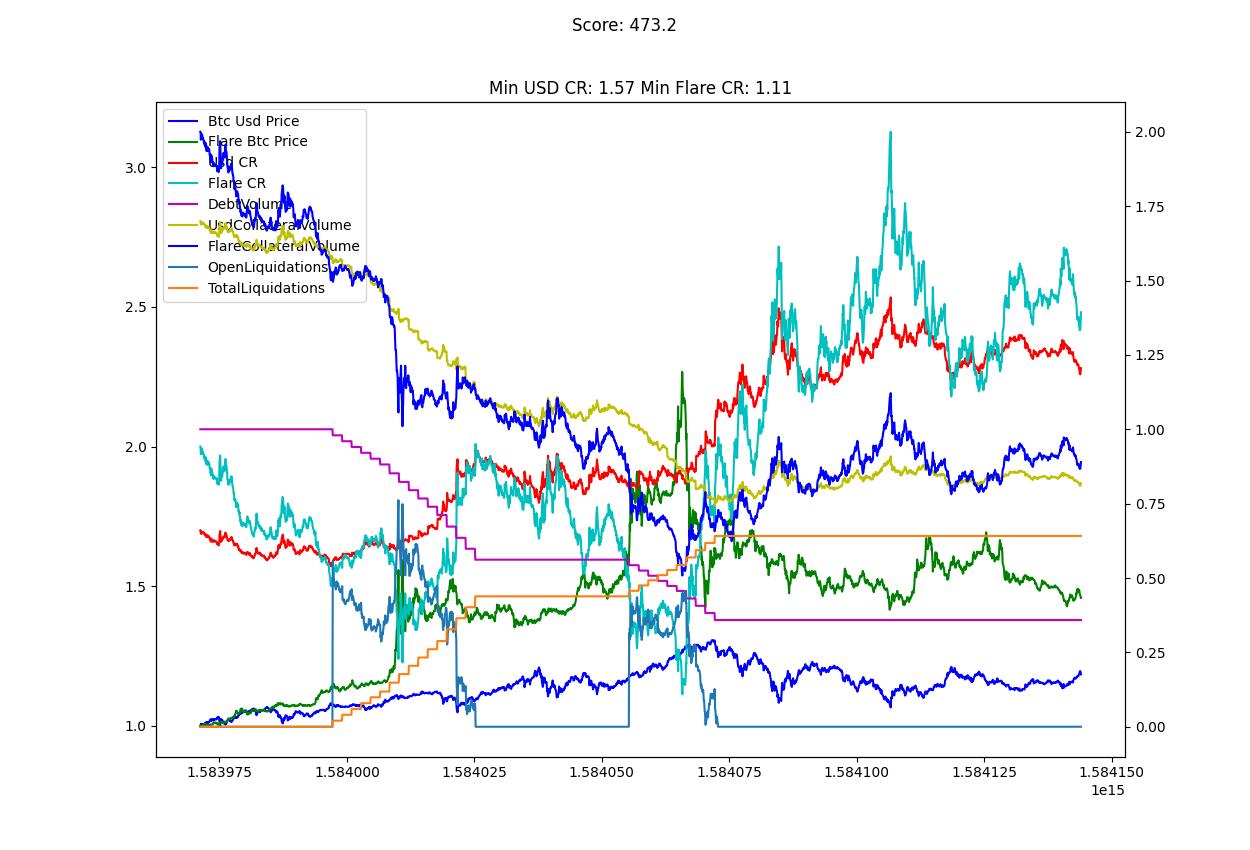 Score: 473.2
Min USD CR: 1.57 Min Flare CR: 1.11
Btc Usd Price
Flare Btc Price
Usd CR
Flare CR
DebtVolume
UsdCollateralVolume
FlareCollateralVolume
OpenLiquidations
TotalLiquidations
3.0
2.5
2.0
1.5
1.0
2.00
1.75
1.50
1.25
1.00
0.75
0.50
0.25
0.00
1.583975 1.584000 1.584025 1.584050 1.584075 1.584100 1.584125 1.584150
1e15